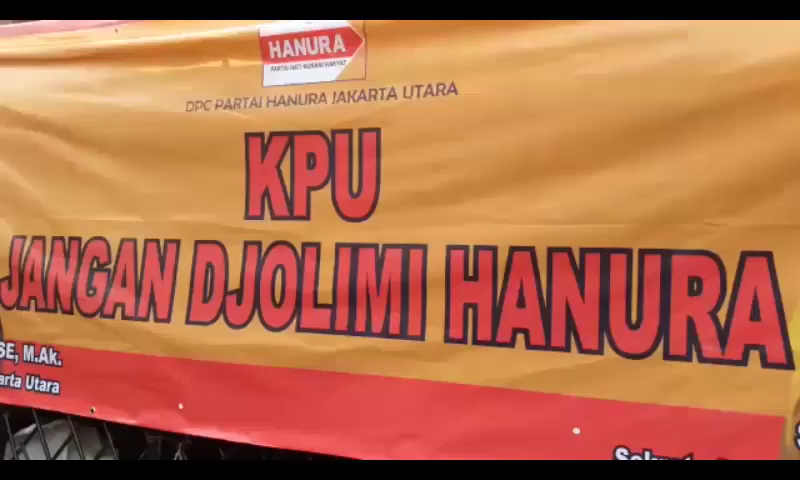 HANURA
PARTAI HATI NURANI RAKYAT
DPC PARTAI HANURA JAKARTA UTARA
KPU
JANGAN DJOLIMI HANURA
SE, M.Ak.
arta Utara